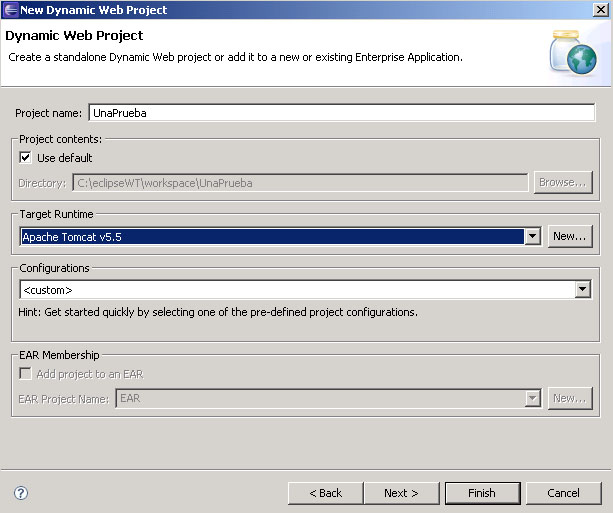 New Dynamic Web Project
Dynamic Web Project
Create a standalone Dynamic Web project or add it to a new or existing Enterprise Application.
Project name: UnaPrueba
Project contents:
Use default
Directory: C:\eclipseWT\workspace\UnaPrueba Browse...
Target Runtime
Apache Tomcat v5.5 New...
Configurations
<custom>
Hint: Get started quickly by selecting one of the pre-defined project configurations.
EAR Membership
Add project to an EAR
EAR Project Name: EAR New...
? < Back Next > Finish Cancel